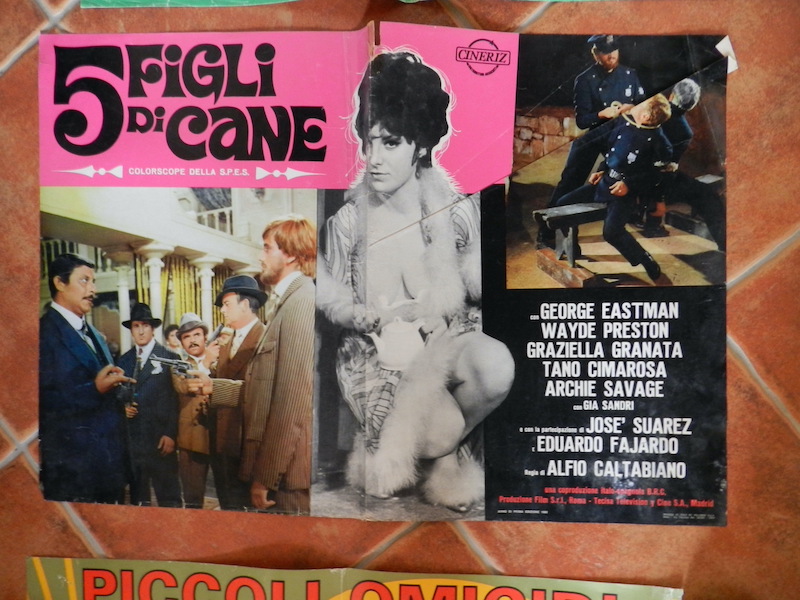 5 FiGLi
Di CANE
COLORSCOPE DELLA S.P.E.S.
CINERIZ
con GEORGE EASTMAN
WAYDE PRESTON
GRAZIELLA GRANATA
TANO CIMAROSA
ARCHIE SAVAGE
con GIA SANDRI
e con la partecipazione di JOSE' SUAREZ
e EDUARDO FAJARDO
Regia di ALFIO CALTABIANO
una coproduzione italo-spagnola B.R.C.
Produzione Film S.r.l., Roma - Tecisa Television y Cine S.A., Madrid
PICCOLI OMICIDI